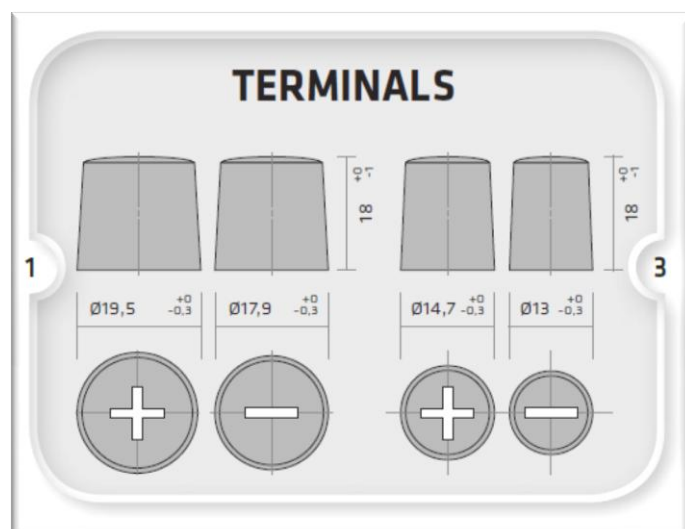 TERMINALS
+0
-1
18
+0
-1
18
1
3
Ø19,5 +0
-0,3
Ø17,9 +0
-0,3
Ø14,7 +0
-0,3
Ø13 +0
-0,3